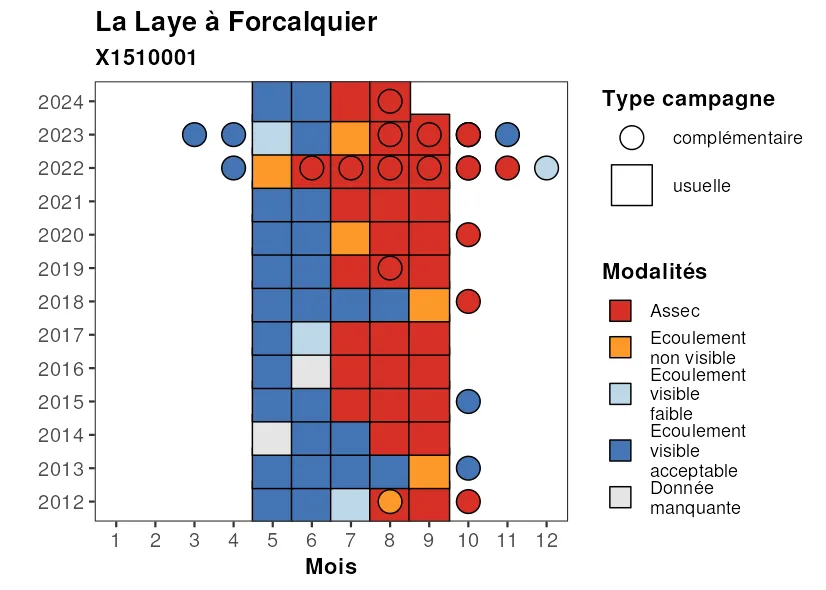 La Laye à Forcalquier
X1510001
2024
2023
2022
2021
2020
2019
2018
2017
2016
2015
2014
2013
2012
1 2 3 4 5 6 7 8 9 10 11 12
Mois
Type campagne
complémentaire
usuelle
Modalités
Assec
Ecoulement
non visible
Ecoulement
visible
faible
Ecoulement
visible
acceptable
Donnée
manquante